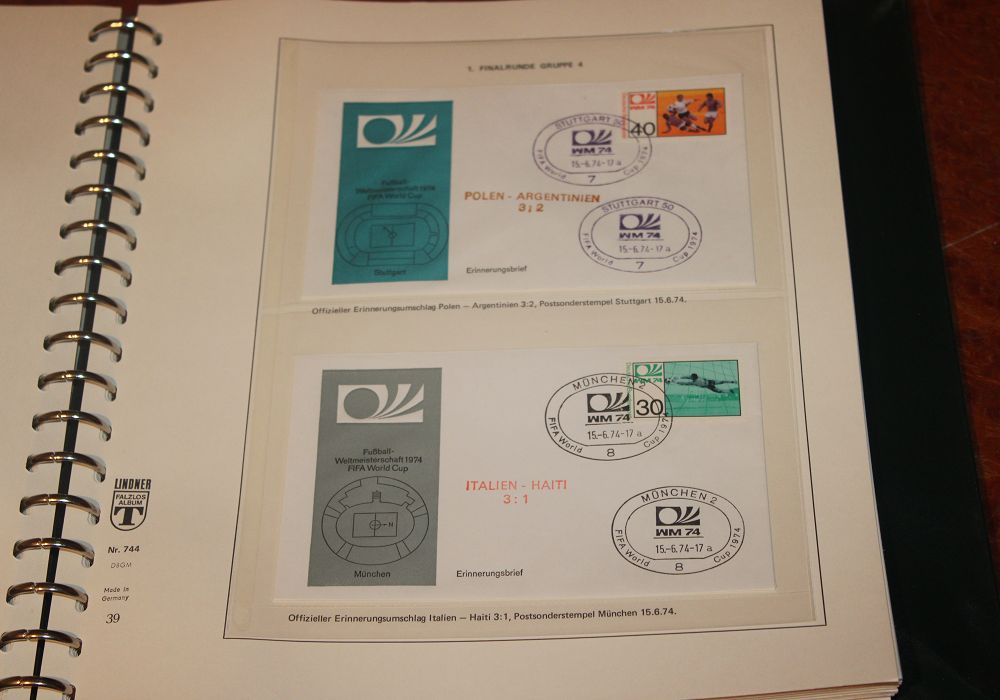 1. FINALRUNDE GRUPPE 4
Fußball-
Weltmeisterschaft 1974
FIFA World Cup
Stuttgart
STUTTGART 50
WM 74
15.-6.74-17 a
FIFA World Cup 1974
7
WM 74
40
POLEN - ARGENTINIEN
3:2
STUTTGART 50
WM 74
15.-6.74-17 a
FIFA World Cup 1974
7
Erinnerungsbrief
Offizieller Erinnerungsumschlag Polen — Argentinien 3:2, Postsonderstempel Stuttgart 15.6.74.
Fußball-
Weltmeisterschaft 1974
FIFA World Cup
N
München
MÜNCHEN
WM 74
15.-6.74-17 a
FIFA World Cup 197
8
WM 74
30
ITALIEN - HAITI
3:1
MÜNCHEN 2
WM 74
15.-6.74-17 a
FIFA World Cup 1974
8
Erinnerungsbrief
Offizieller Erinnerungsumschlag Italien — Haiti 3:1, Postsonderstempel München 15.6.74.
LINDNER
FALZLOS
ALBUM
T
Nr. 744
DBGM
Made in
Germany
39